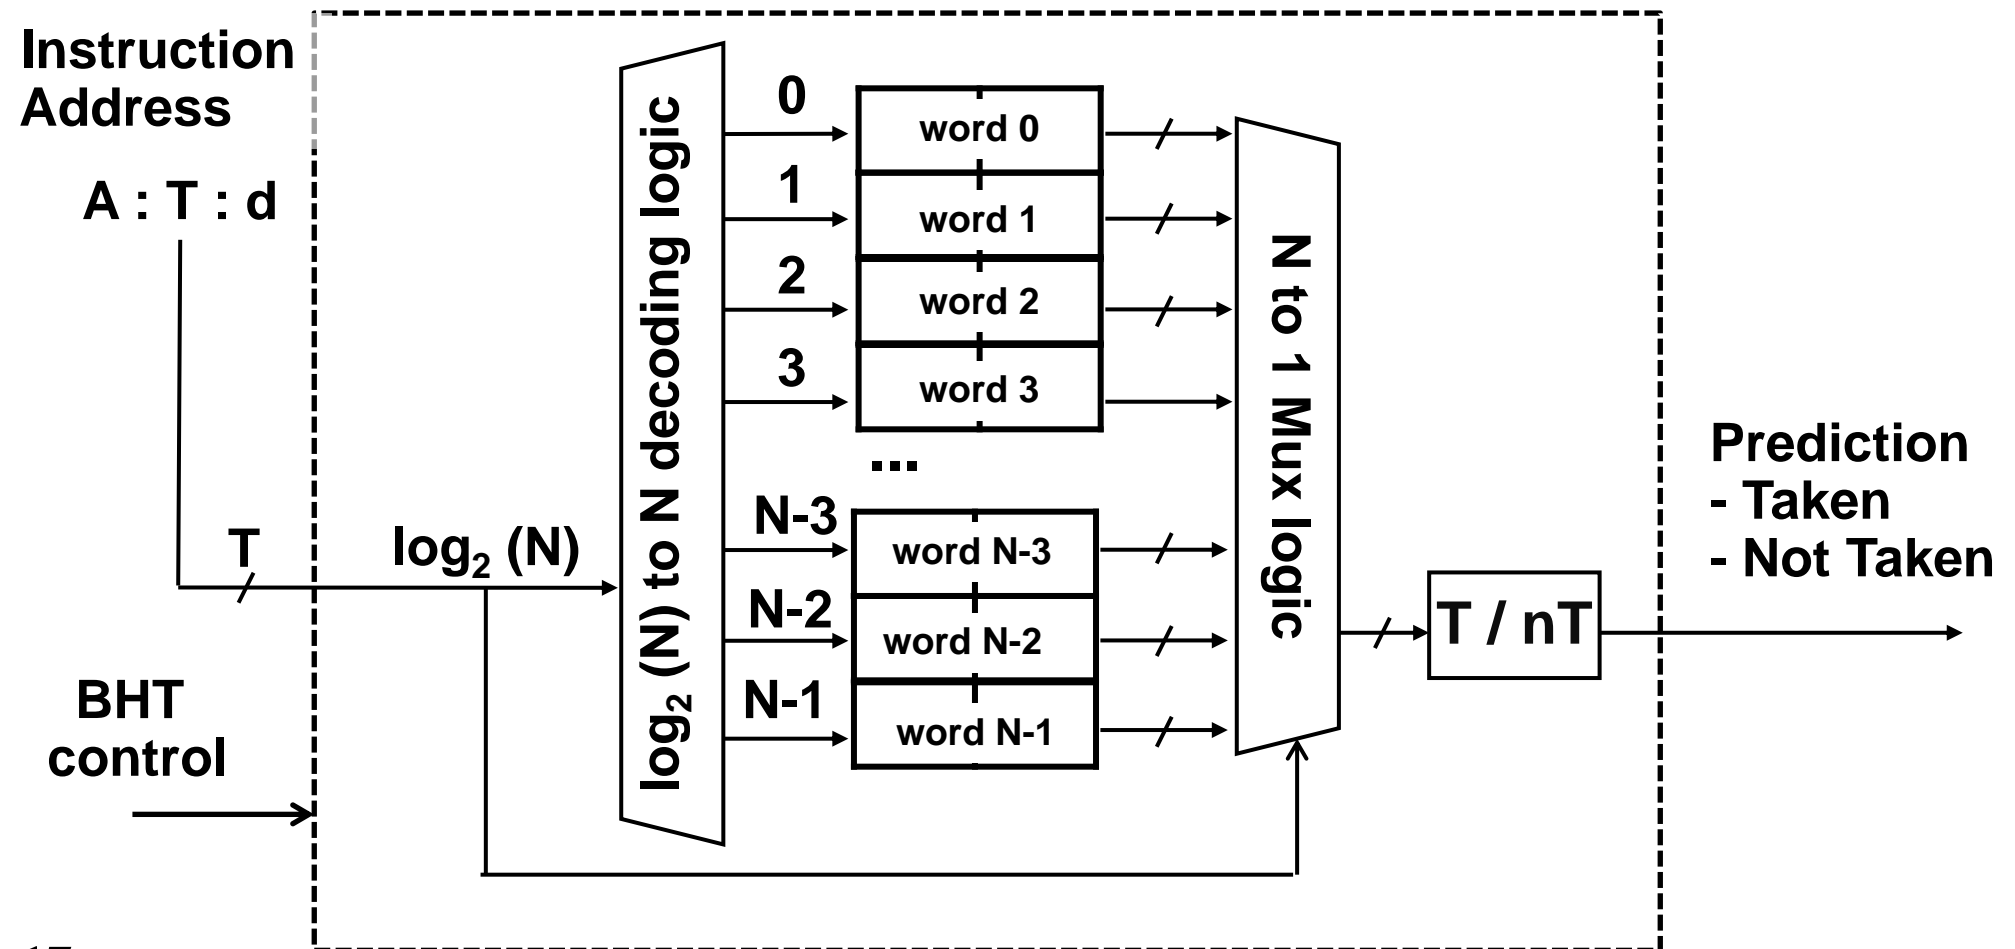 Instruction
Address
A : T : d
T
log₂ (N)
BHT
control
log₂ (N) to N decoding logic
0
1
2
3
N-3
N-2
N-1
word 0
word 1
word 2
word 3
...
word N-3
word N-2
word N-1
N to 1 Mux logic
T / nT
Prediction
- Taken
- Not Taken